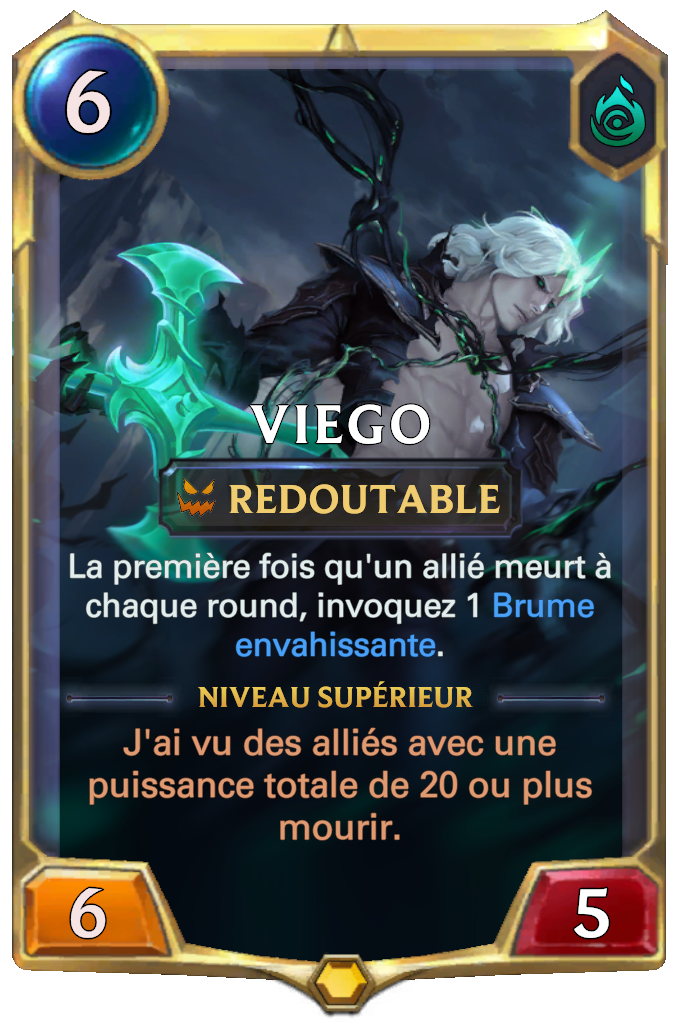 6
VIEGO
REDOUTABLE
La première fois qu'un allié meurt à
chaque round, invoquez 1 Brume
envahissante.
NIVEAU SUPÉRIEUR
J'ai vu des alliés avec une
puissance totale de 20 ou plus
mourir.
6
5